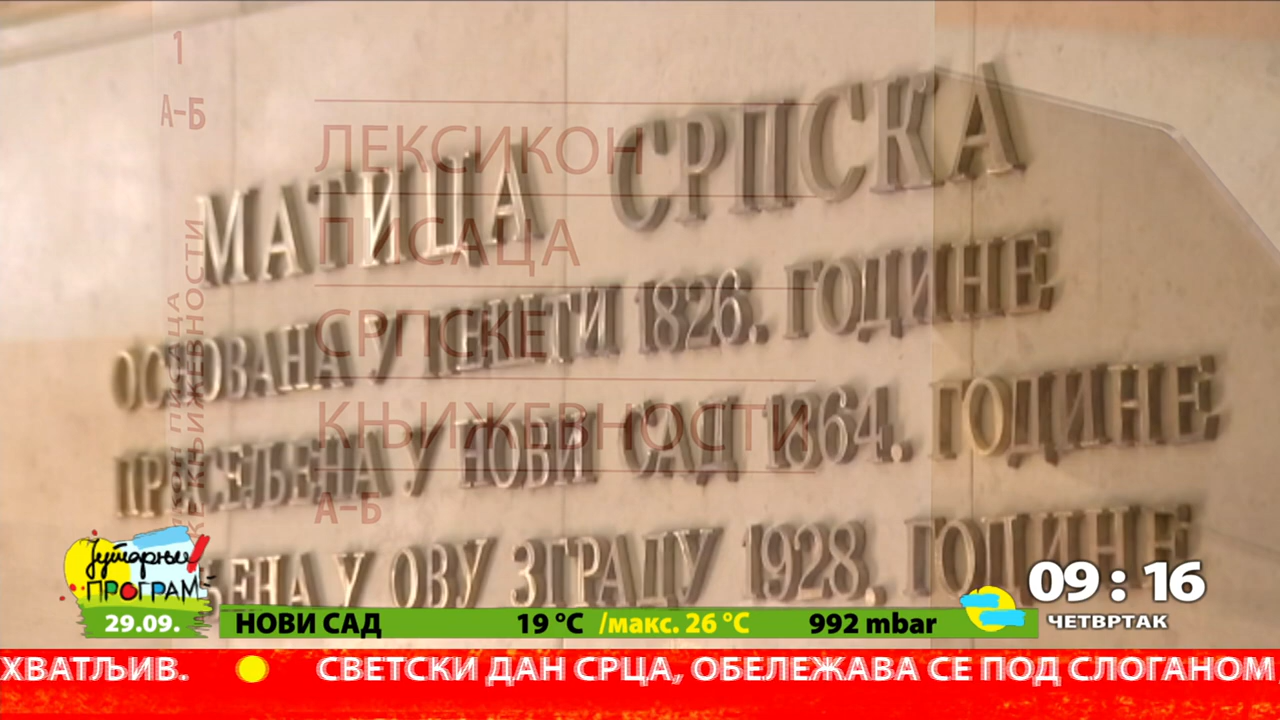 1
А-Б
ЛЕКСИКОН
ПИСАЦА
СРПСКЕ
КЊИЖЕВНОСТИ
А-Б
ПИСАЦА
КЊИЖЕВНОСТИ
МАТИЦА СРПСКА
ОСНОВАНА У ПЕШТИ 1826. ГОДИНЕ
ПРЕСЕЉЕНА У НОВИ САД 1864. ГОДИНЕ
У ОВУ ЗГРАДУ 1928. ГОДИНЕ
Јутарњи
ПРОГРАМ
29.09.
НОВИ САД 19 °C /макс. 26 °C 992 mbar
09 : 16
ЧЕТВРТАК
ХВАТЉИВ. СВЕТСКИ ДАН СРЦА, ОБЕЛЕЖАВА СЕ ПОД СЛОГАНОМ